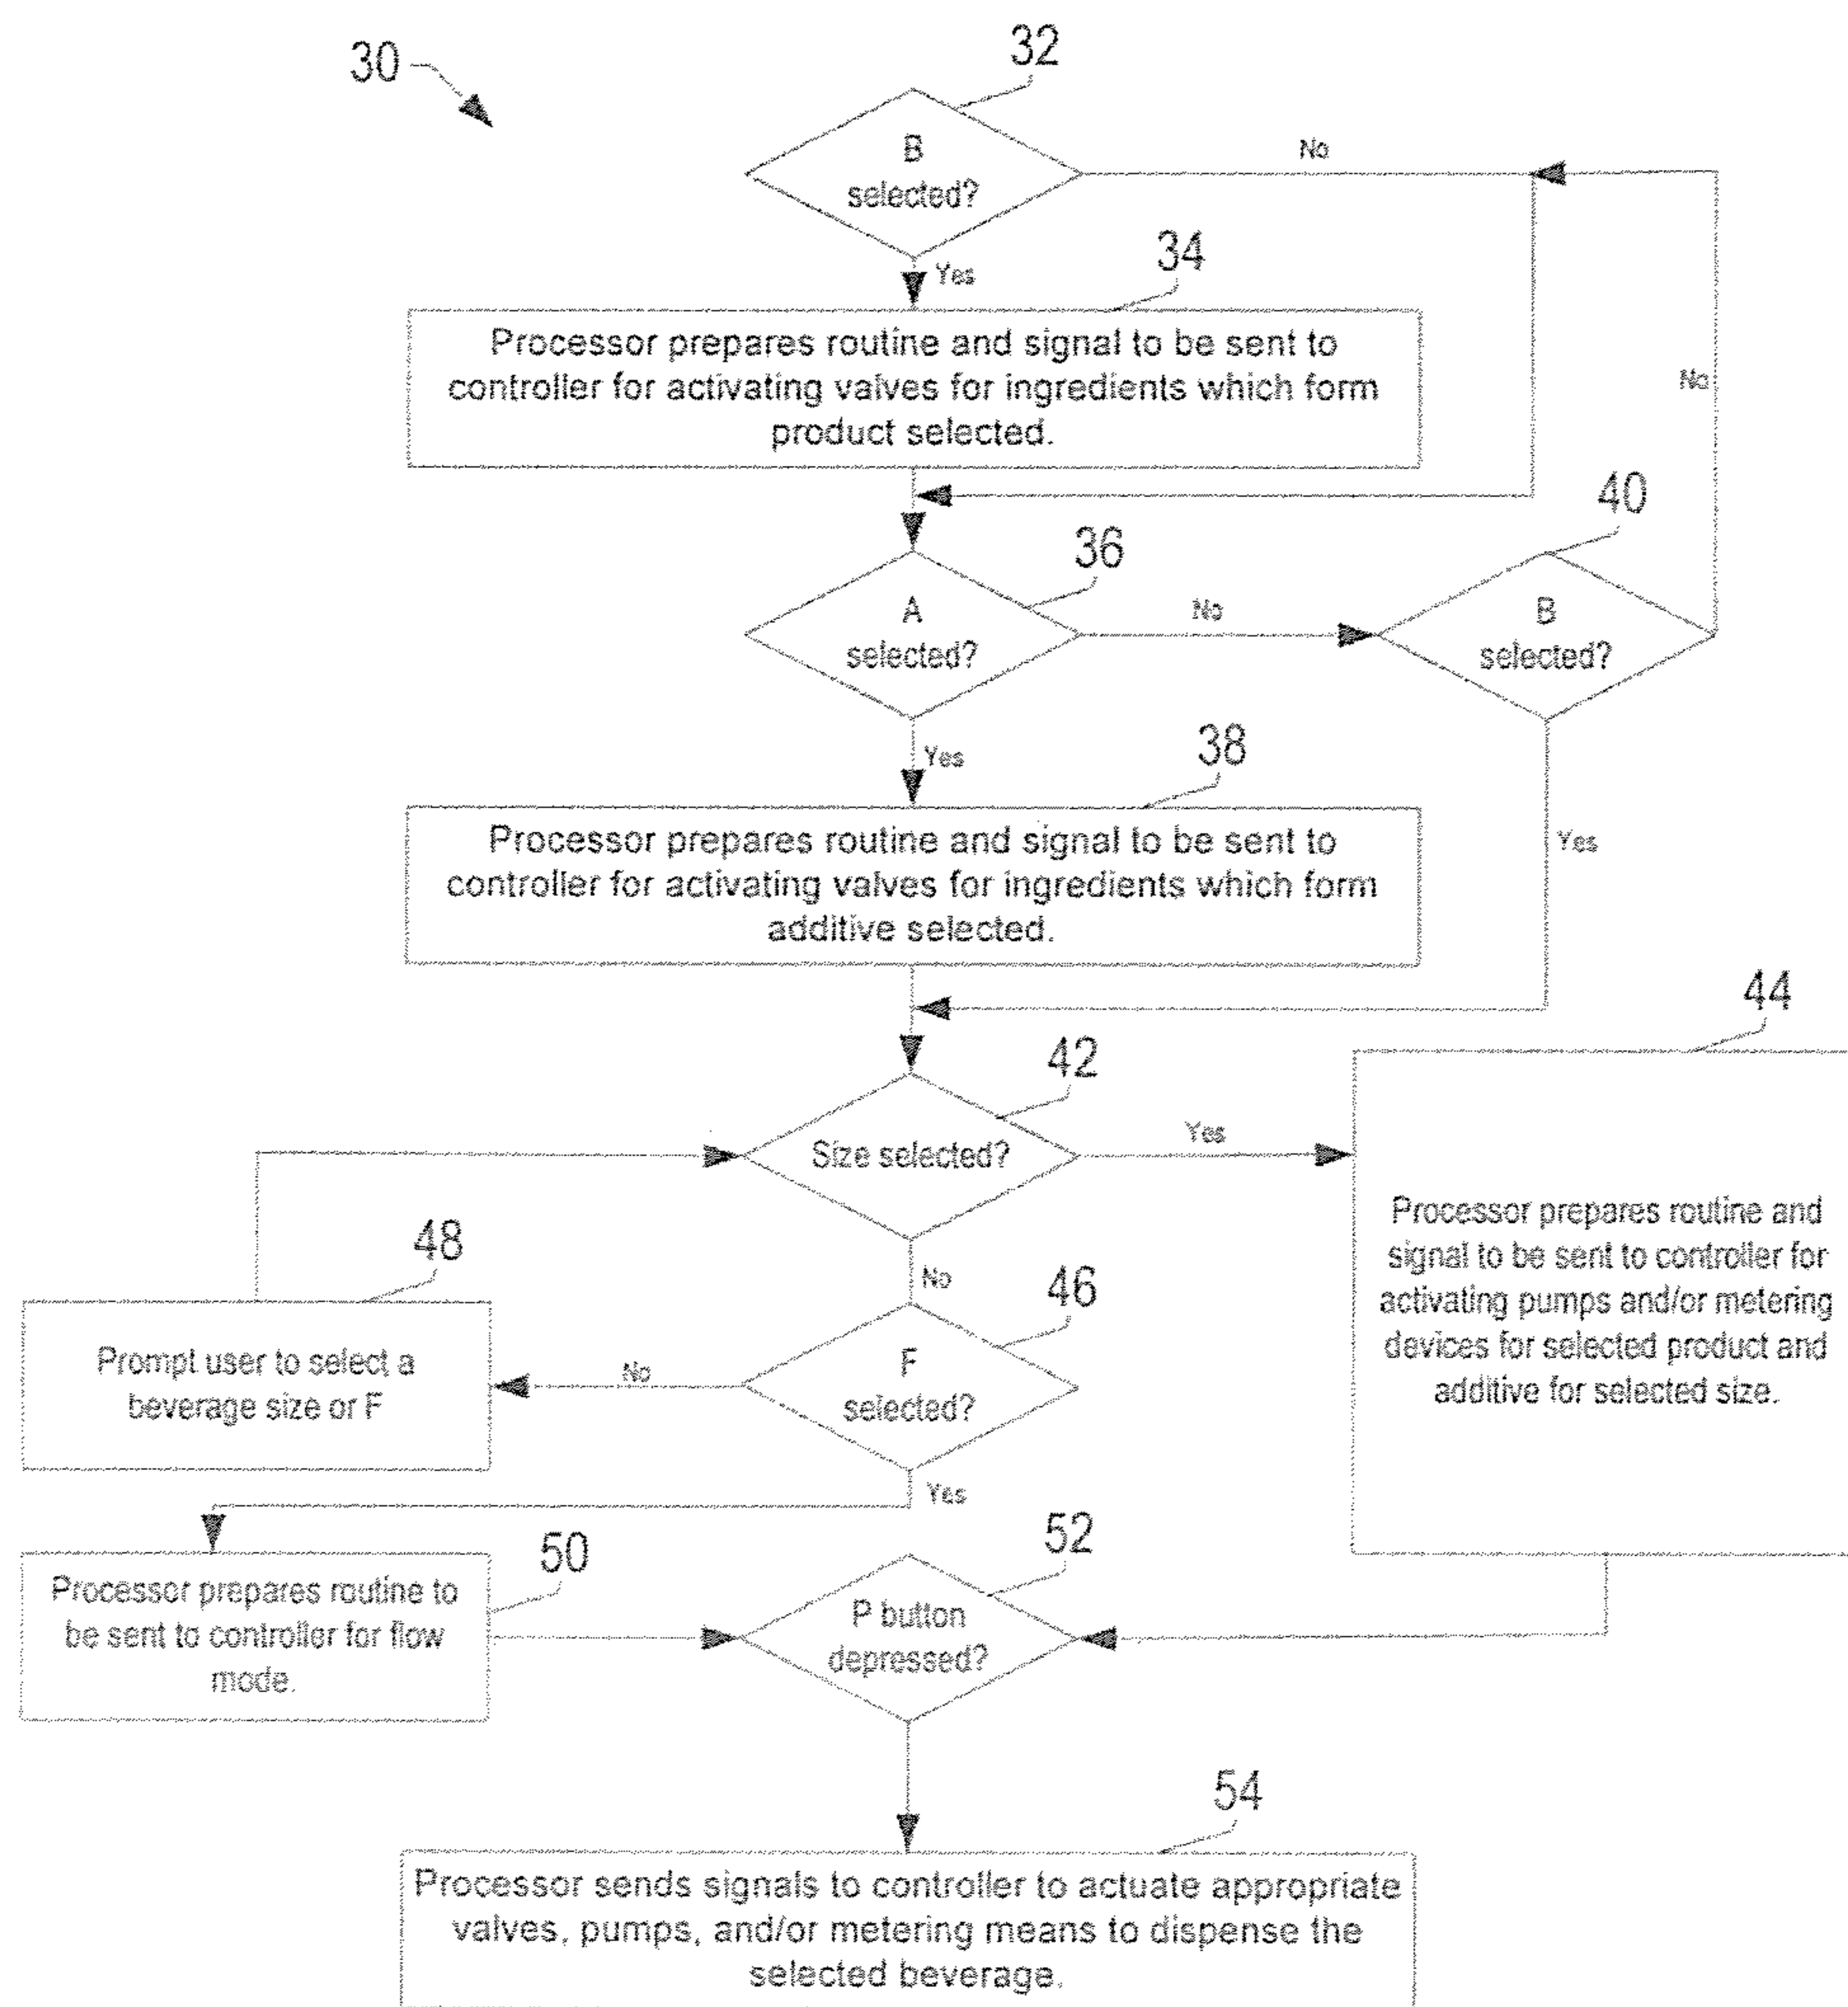 30
32
B
selected?
No
Yes
34
Processor prepares routine and signal to be sent to
controller for activating valves for ingredients which form
product selected.
No
36
A
selected?
No
40
B
selected?
Yes
38
Processor prepares routine and signal to be sent to
controller for activating valves for ingredients which form
additive selected.
Yes
42
Size selected?
Yes
44
Processor prepares routine and
signal to be sent to controller for
activating pumps and/or metering
devices for selected product and
additive for selected size.
No
46
F
selected?
No
48
Prompt user to select a
beverage size or F
Yes
50
Processor prepares routine to
be sent to controller for flow
mode.
52
P button
depressed?
54
Processor sends signals to controller to actuate appropriate
valves, pumps, and/or metering means to dispense the
selected beverage.